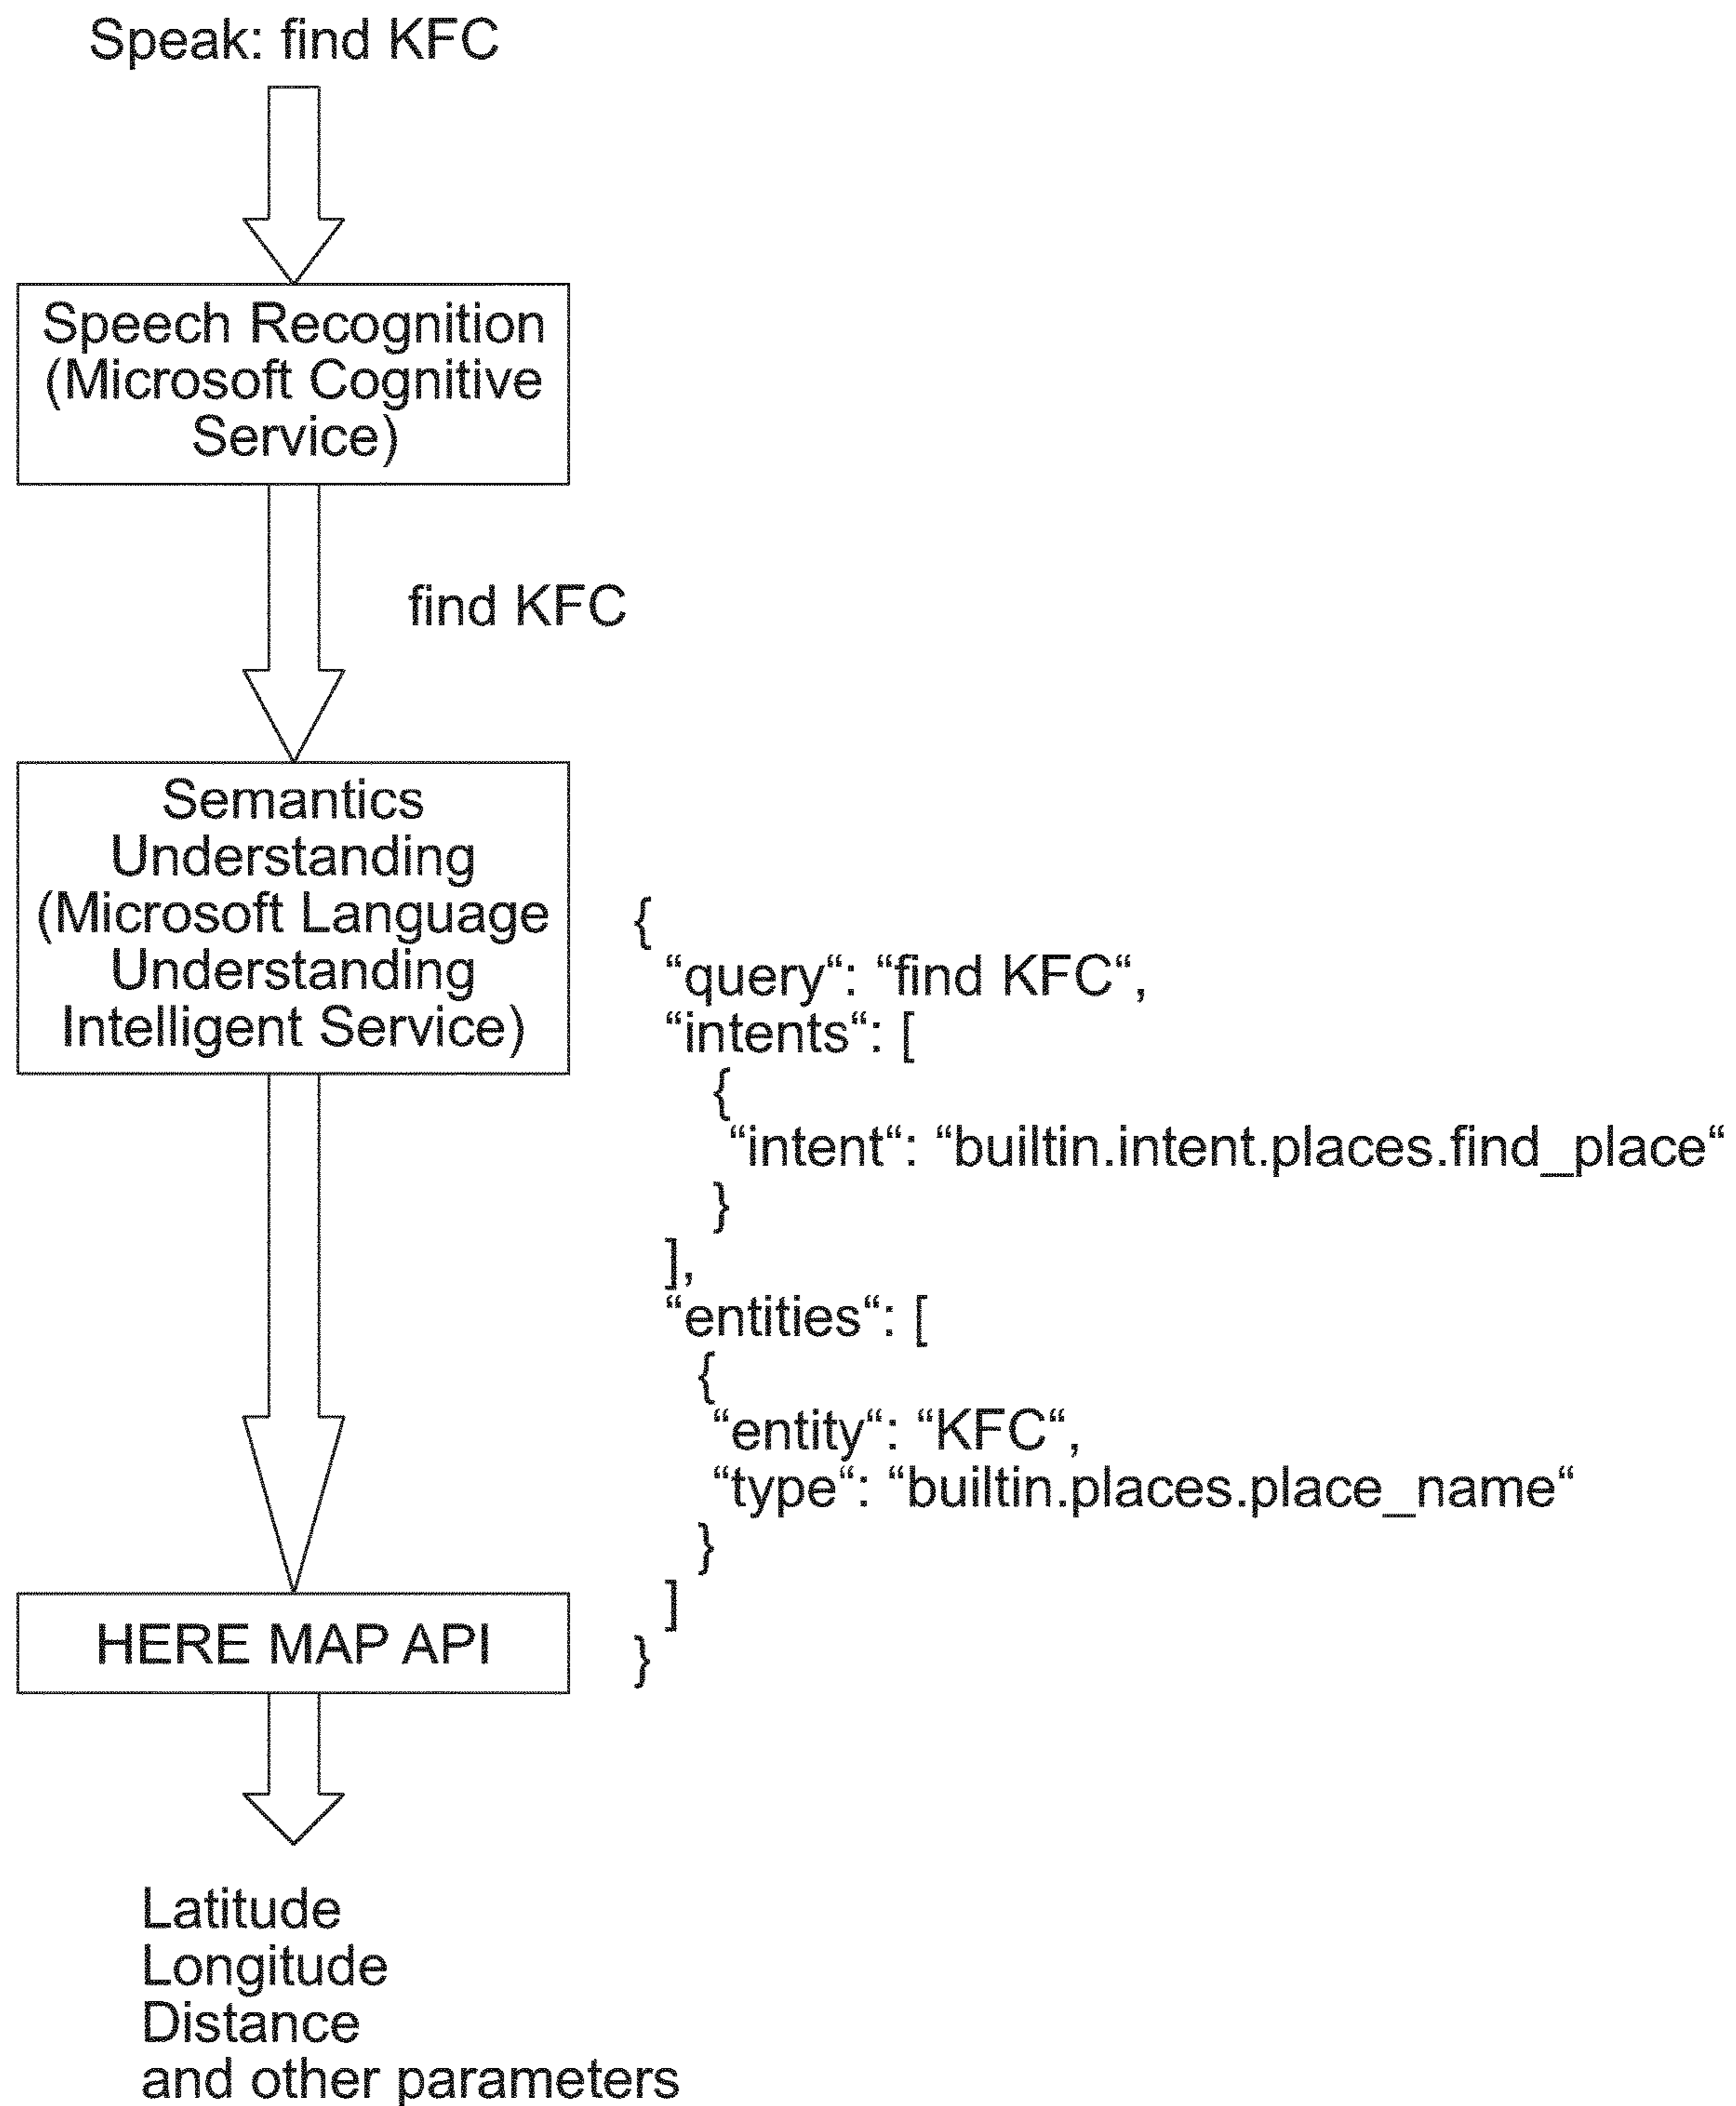 Speak: find KFC
Speech Recognition
(Microsoft Cognitive
Service)
find KFC
Semantics
Understanding
(Microsoft Language
Understanding
Intelligent Service)
{
“query“: “find KFC“,
“intents“: [
{
“intent“: “builtin.intent.places.find_place“
}
],
“entities“: [
{
“entity“: “KFC“,
“type“: “builtin.places.place_name“
}
]
}
HERE MAP API
Latitude
Longitude
Distance
and other parameters